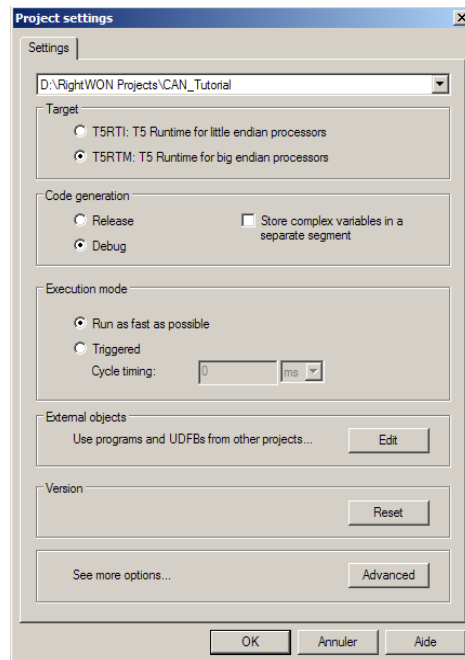 Project settings
Settings
D:\RightWON Projects\CAN_Tutorial
Target
T5RTI: T5 Runtime for little endian processors
T5RTM: T5 Runtime for big endian processors
Code generation
Release
Store complex variables in a
separate segment
Debug
Execution mode
Run as fast as possible
Triggered
Cycle timing: 0 ms
External objects
Use programs and UDFBs from other projects... Edit
Version
Reset
See more options... Advanced
OK Annuler Aide